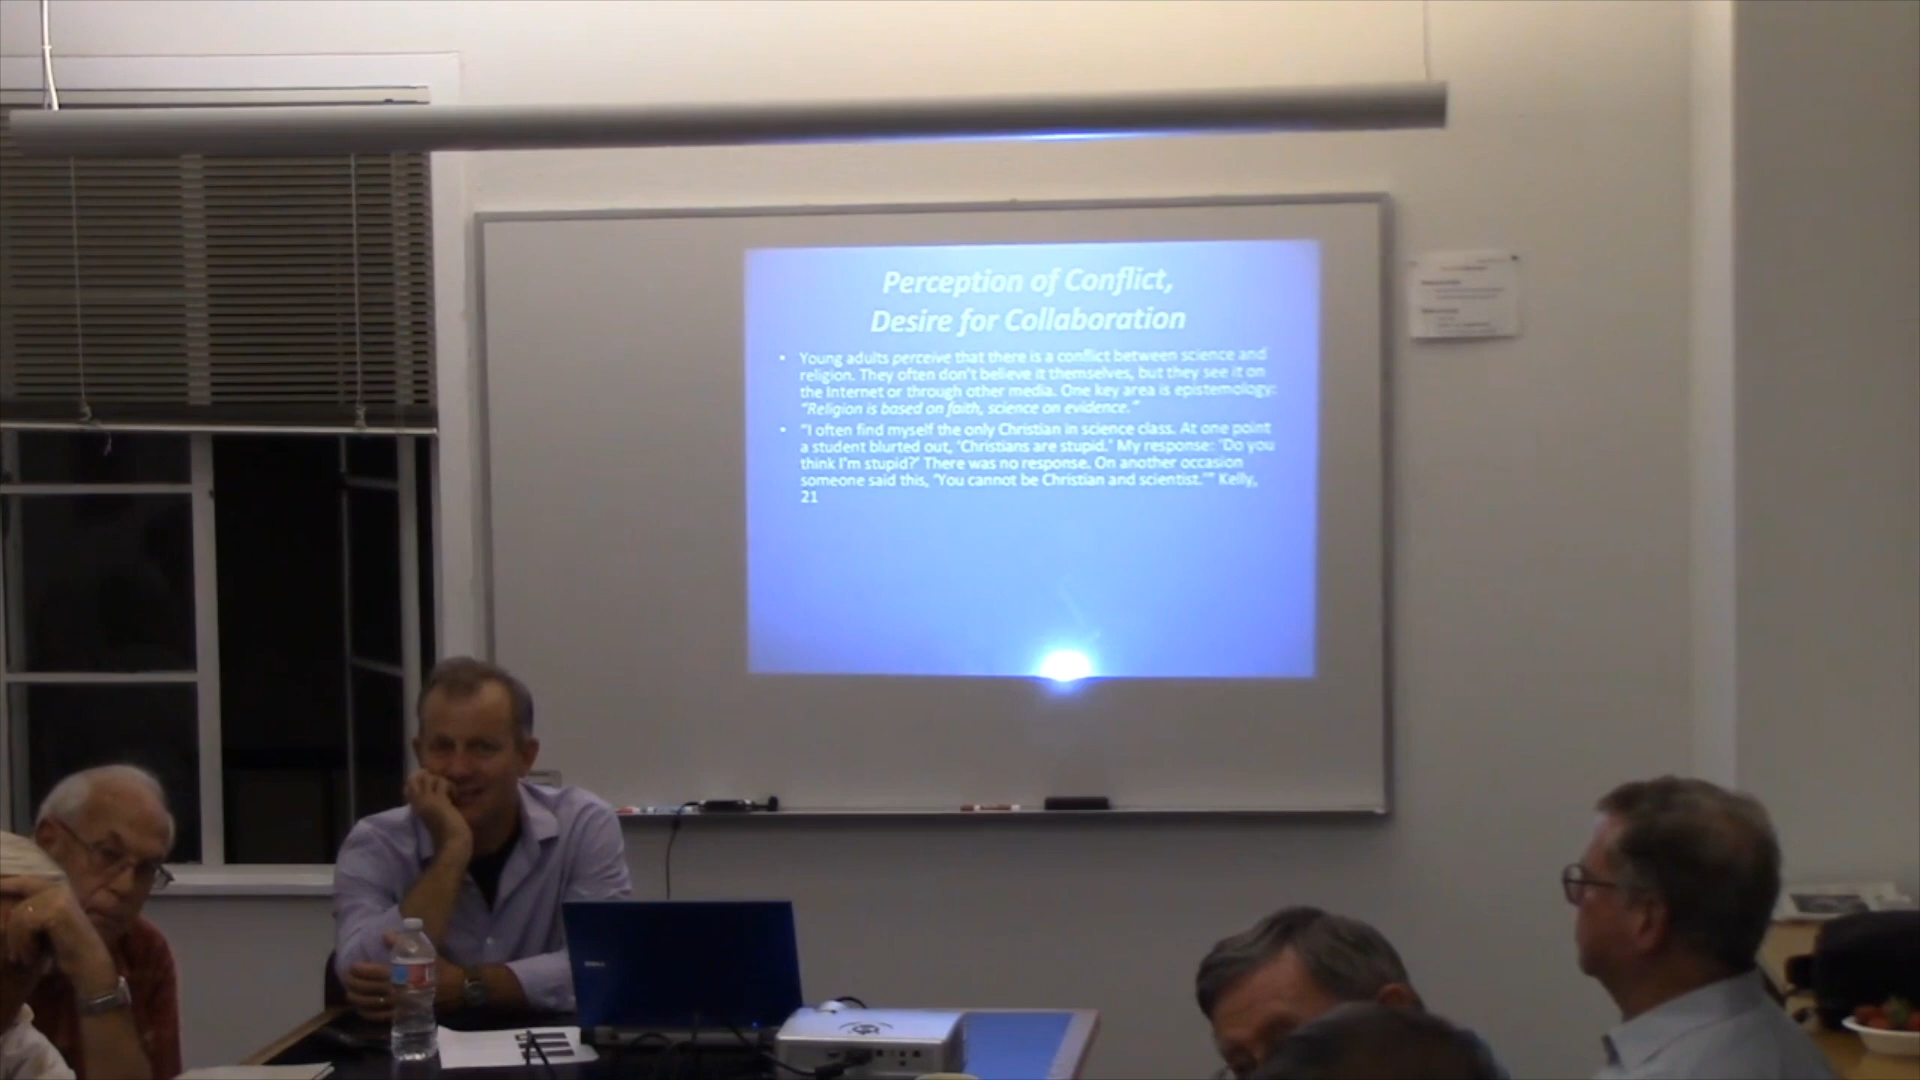 Perception of Conflict,
Desire for Collaboration
• Young adults perceive that there is a conflict between science and
religion. They often don't believe it themselves, but they see it on
the Internet or through other media. One key area is epistemology:
"Religion is based on faith, science on evidence."
• "I often find myself the only Christian in science class. At one point
a student blurted out, 'Christians are stupid.' My response: 'Do you
think I'm stupid?' There was no response. On another occasion
someone said this, 'You cannot be Christian and scientist.'" Kelly,
21
DELL